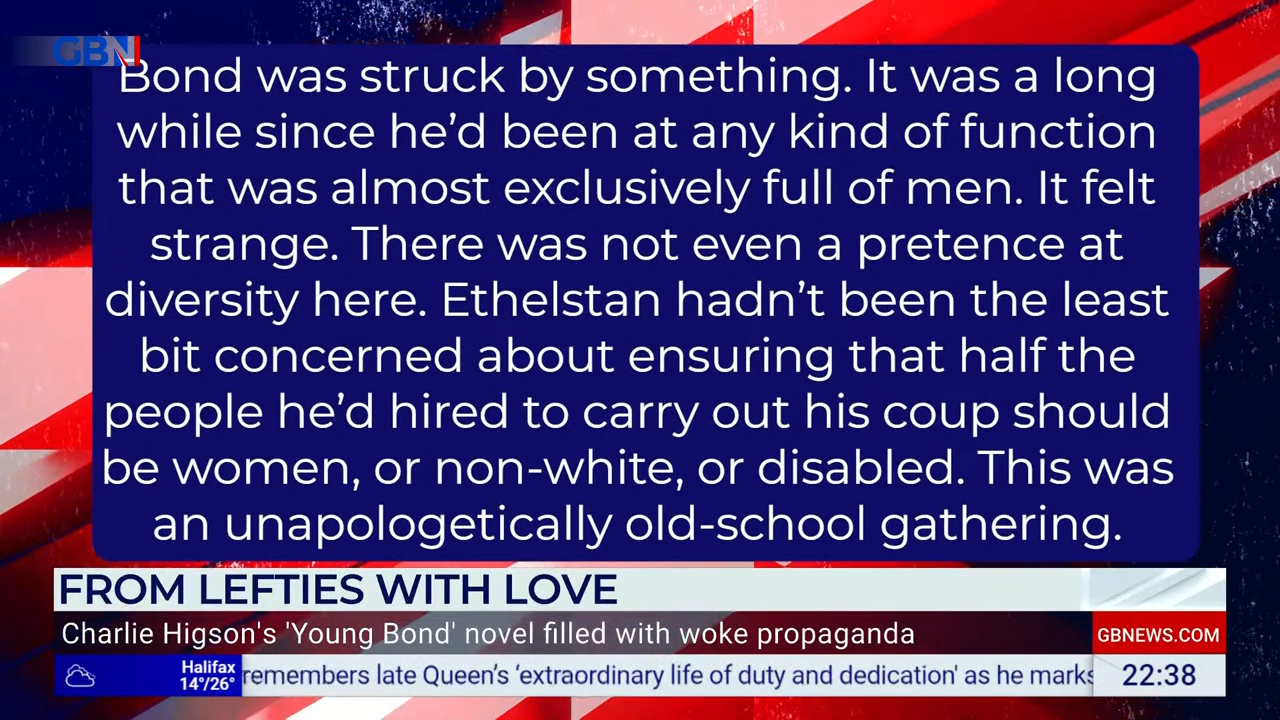 GBN
Bond was struck by something. It was a long
while since he’d been at any kind of function
that was almost exclusively full of men. It felt
strange. There was not even a pretence at
diversity here. Ethelstan hadn’t been the least
bit concerned about ensuring that half the
people he’d hired to carry out his coup should
be women, or non-white, or disabled. This was
an unapologetically old-school gathering.
FROM LEFTIES WITH LOVE
Charlie Higson's 'Young Bond' novel filled with woke propaganda
GBNEWS.COM
Halifax
14°/26°
remembers late Queen’s ‘extraordinary life of duty and dedication' as he marks
22:38